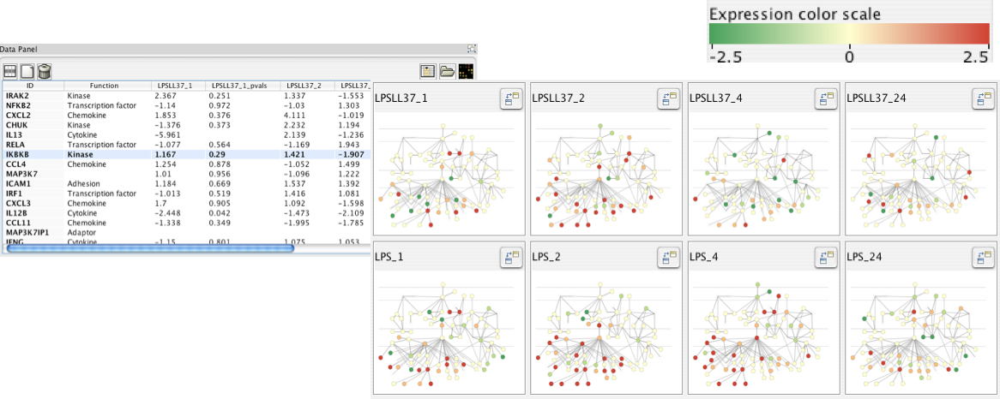 Expression color scale
-2.5 0 2.5
Data Panel
ID Function LPSLL37_1 LPSLL37_1_pvals LPSLL37_2 LPSLL37_
IRAK2 Kinase 2.367 0.251 1.337 -1.553
NFKB2 Transcription factor -1.14 0.972 -1.03 1.303
CXCL2 Chemokine 1.853 0.376 4.111 -1.019
CHUK Kinase -1.376 0.373 2.232 1.194
IL13 Cytokine -5.961 2.139 -1.236
RELA Transcription factor -1.077 0.564 -1.169 1.943
IKBKB Kinase 1.167 0.29 1.421 -1.907
CCL4 Chemokine 1.254 0.878 -1.052 1.499
MAP3K7 1.01 0.956 -1.096 1.222
ICAM1 Adhesion 1.184 0.669 1.537 1.392
IRF1 Transcription factor -1.013 0.519 1.416 1.081
CXCL3 Chemokine 1.7 0.905 1.092 -1.598
IL12B Cytokine -2.448 0.042 -1.473 -2.109
CCL11 Chemokine -1.338 0.349 -1.995 -1.785
MAP3K7IP1 Adaptor
IFNG Cytokine -1.15 0.801 1.075 1.053
LPSLL37_1 LPSLL37_2 LPSLL37_4 LPSLL37_24
LPS_1 LPS_2 LPS_4 LPS_24